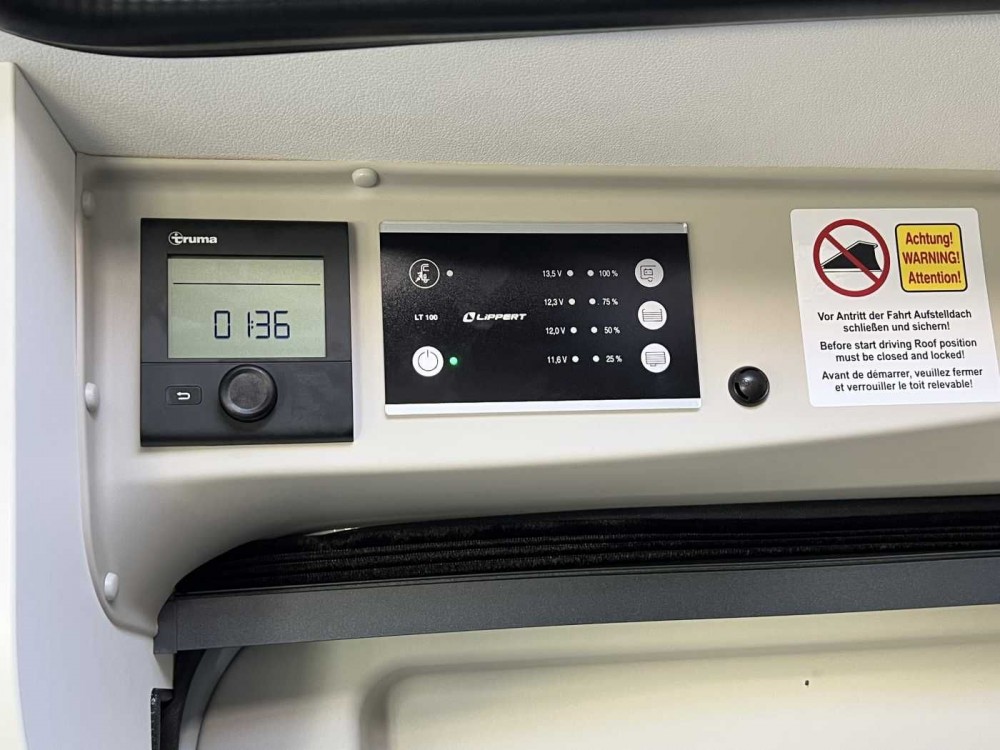 truma
01:36
LT 100
LIPPERT
13,5 V 100 %
12,3 V 75 %
12,0 V 50 %
11,6 V 25 %
Achtung!
WARNING!
Attention!
Vor Antritt der Fahrt Aufstelldach
schließen und sichern!
Before start driving Roof position
must be closed and locked!
Avant de démarrer, veuillez fermer
et verrouiller le toit relevable!